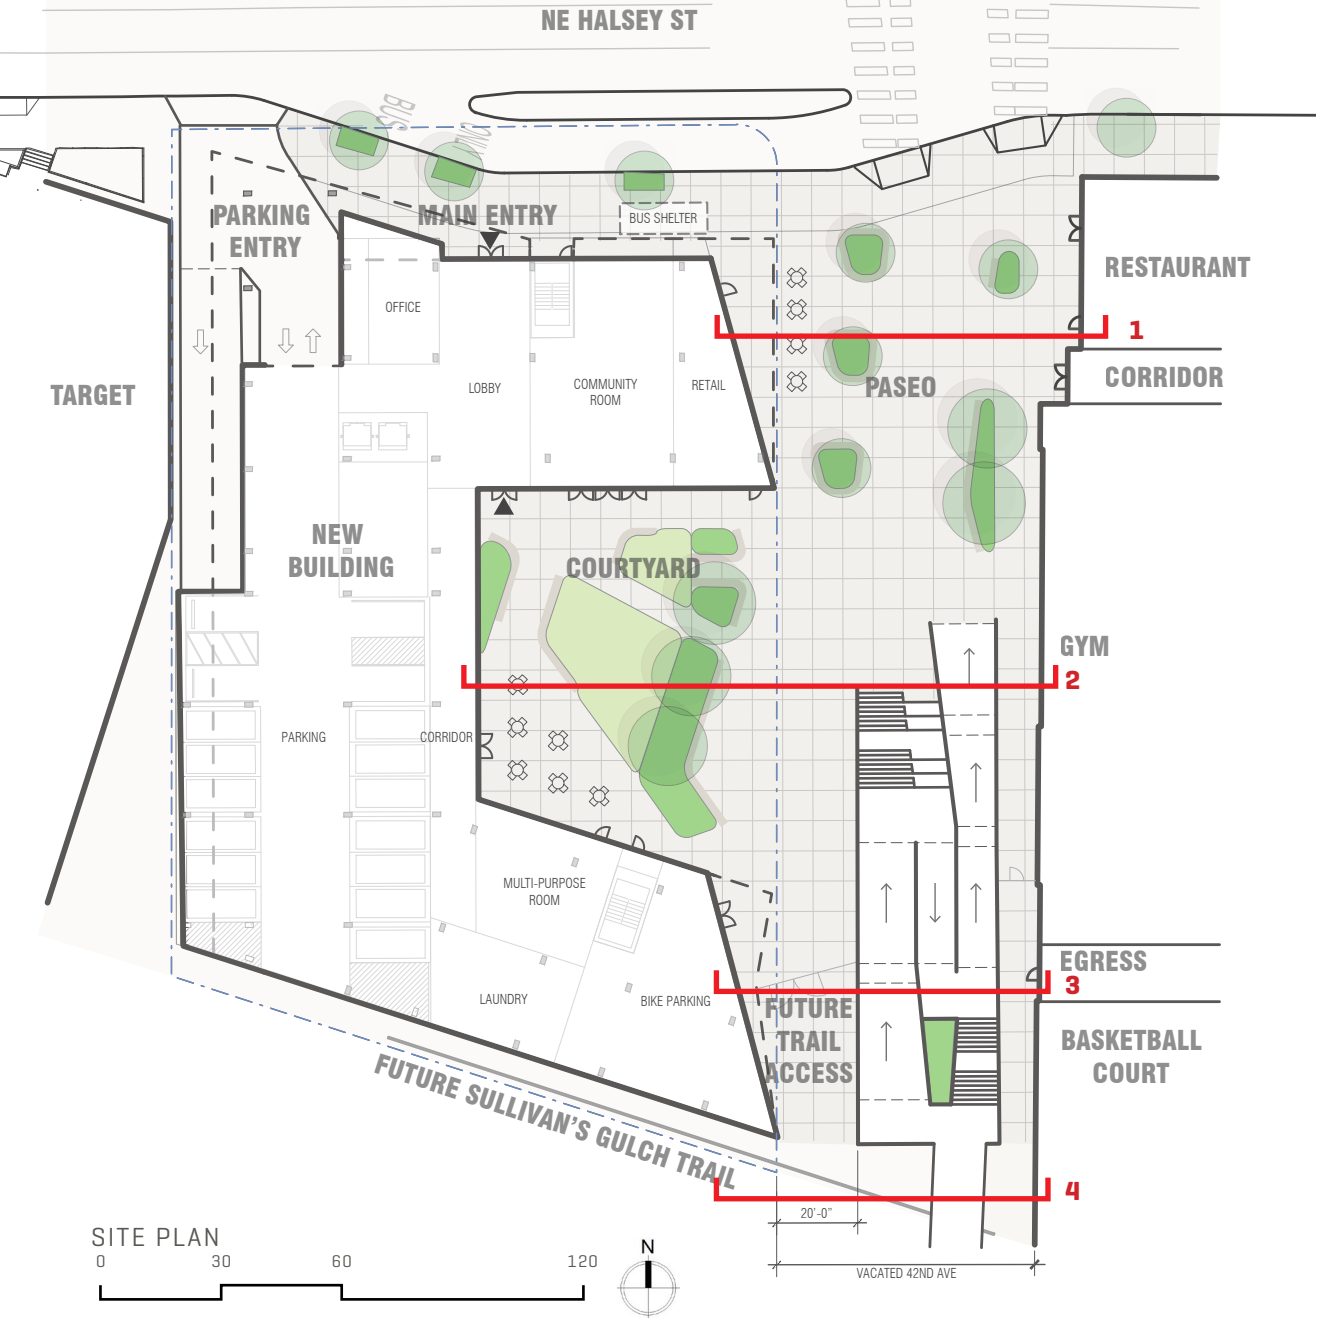 NE HALSEY ST
BUS
PARKING
ENTRY
MAIN ENTRY
BUS SHELTER
RESTAURANT
OFFICE
1
TARGET
LOBBY
COMMUNITY
ROOM
RETAIL
PASEO
CORRIDOR
NEW
BUILDING
COURTYARD
GYM
2
PARKING
CORRIDOR
MULTI-PURPOSE
ROOM
EGRESS
3
LAUNDRY
BIKE PARKING
FUTURE
TRAIL
ACCESS
BASKETBALL
COURT
FUTURE SULLIVAN'S GULCH TRAIL
4
20'-0"
VACATED 42ND AVE
SITE PLAN
0 30 60 120
N